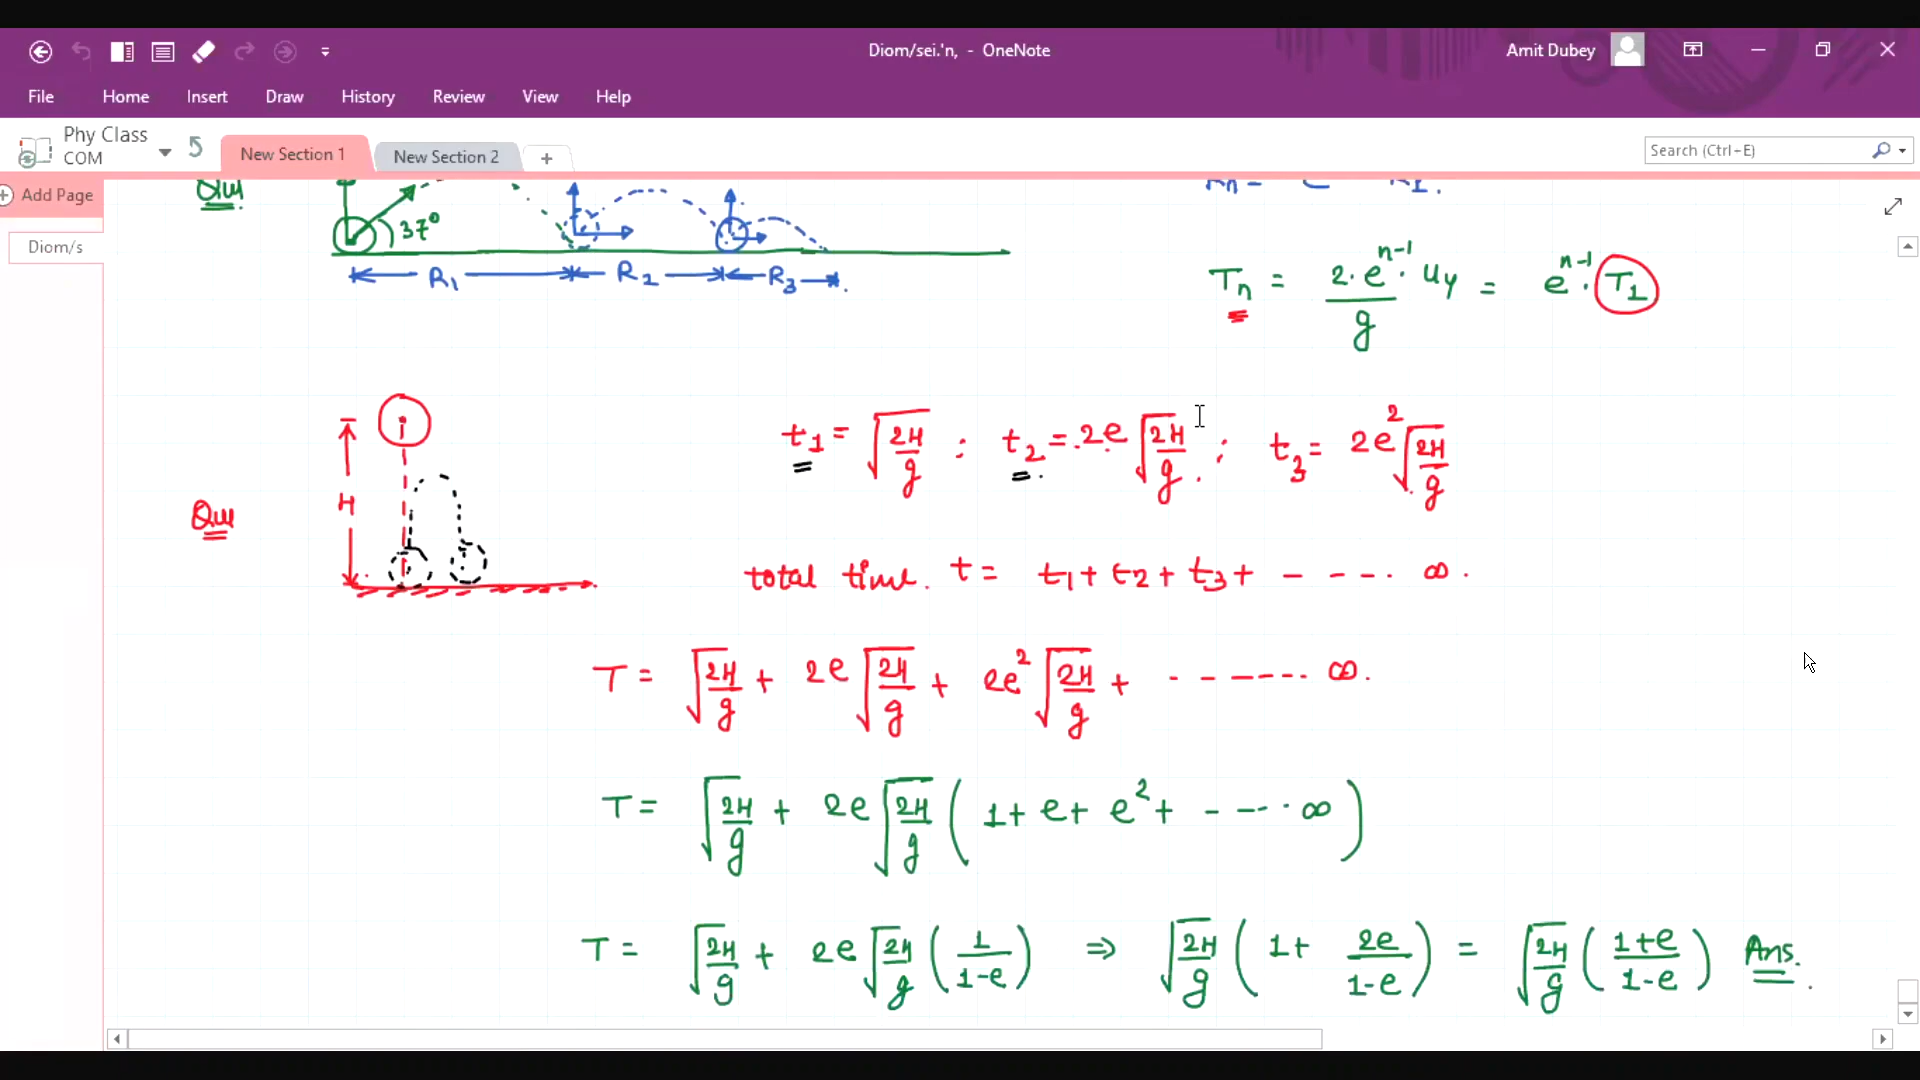 Diom/sei.'n, - OneNote
Amit Dubey
File Home Insert Draw History Review View Help
Phy Class
COM
New Section 1
New Section 2
Search (Ctrl+E)
Add Page
Diom/s
Qu
37°
R₁ R₂ R₃
Tₙ = 2·eⁿ⁻¹·uy / g = eⁿ⁻¹·T₁
Qu
H
t₁ = √(2H/g) ; t₂ = 2e√(2H/g) ; t₃ = 2e²√(2H/g)
total time. t = t₁ + t₂ + t₃ + - - - - - ∞.
T = √(2H/g) + 2e√(2H/g) + 2e²√(2H/g) + - - - - - - ∞.
T = √(2H/g) + 2e√(2H/g) (1 + e + e² + - - - · ∞)
T = √(2H/g) + 2e√(2H/g) (1/(1-e)) ⇒ √(2H/g) (1 + 2e/(1-e)) = √(2H/g) ((1+e)/(1-e)) Ans.